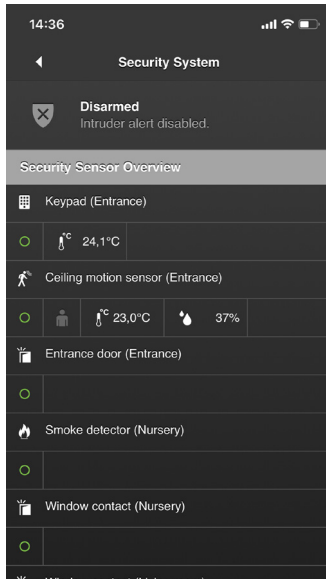 14:36
Security System
Disarmed
Intruder alert disabled.
Security Sensor Overview
Keypad (Entrance)
°C 24,1°C
Ceiling motion sensor (Entrance)
°C 23,0°C 37%
Entrance door (Entrance)
Smoke detector (Nursery)
Window contact (Nursery)